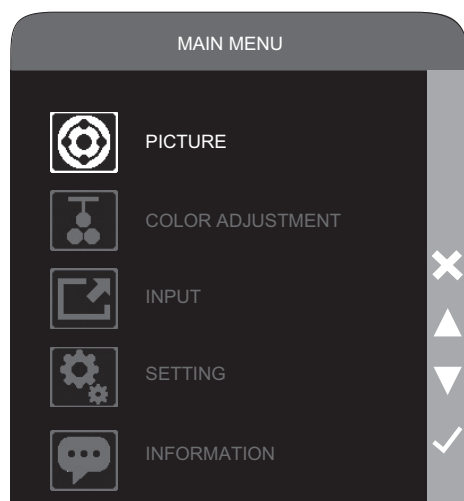 MAIN MENU
PICTURE
COLOR ADJUSTMENT
INPUT
SETTING
INFORMATION